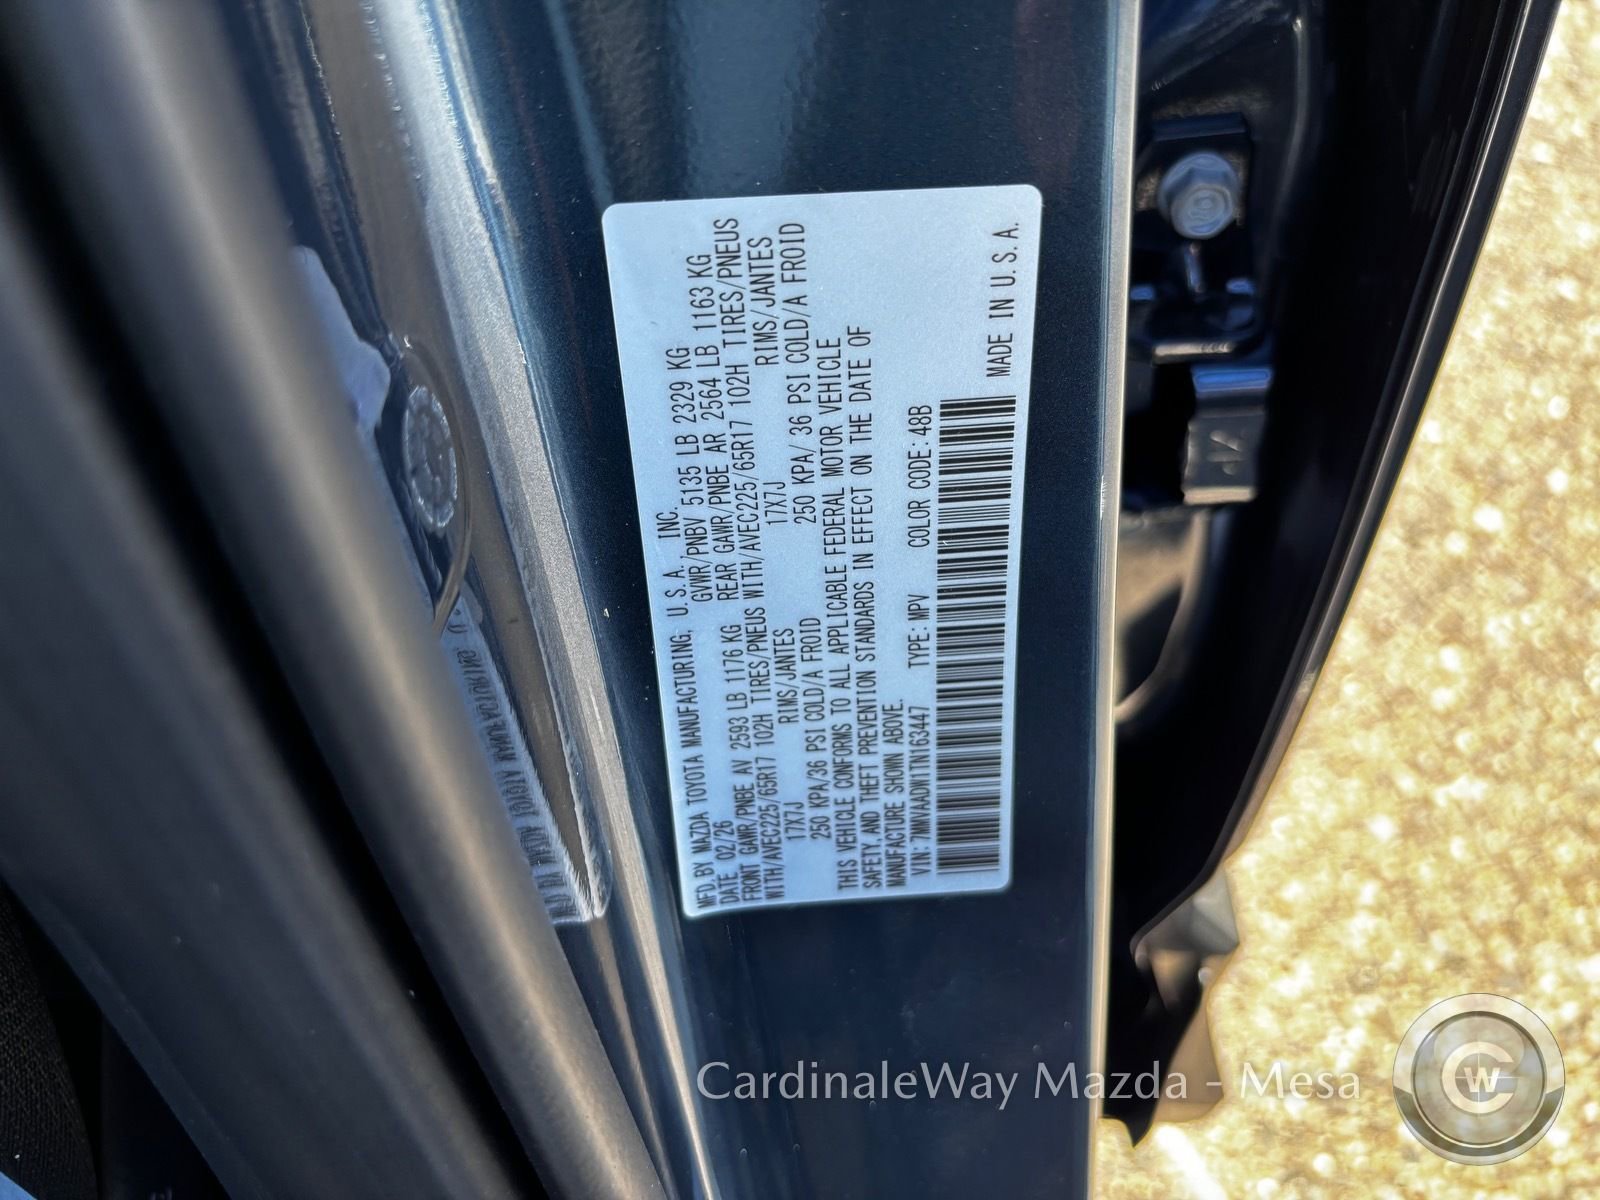 MFD. BY MAZDA TOYOTA MANUFACTURING, U. S. A. INC.
DATE 02/26 GVWR/PNBV 5135 LB 2329 KG
FRONT GAWR/PNBE AV 2593 LB 1176 KG REAR GAWR/PNBE AR 2564 LB 1163 KG
WITH/AVEC225/65R17 102H TIRES/PNEUS WITH/AVEC225/65R17 102H TIRES/PNEUS
17X7J RIMS/JANTES 17X7J RIMS/JANTES
250 KPA/36 PSI COLD/A FROID 250 KPA/ 36 PSI COLD/A FROID
THIS VEHICLE CONFORMS TO ALL APPLICABLE FEDERAL MOTOR VEHICLE
SAFETY, AND THEFT PREVENTION STANDARDS IN EFFECT ON THE DATE OF
MANUFACTURE SHOWN ABOVE.
VIN: 7MMVAADW1TN163447 TYPE: MPV COLOR CODE: 48B
MADE IN U. S. A.
CardinaleWay Mazda - Mesa
CW